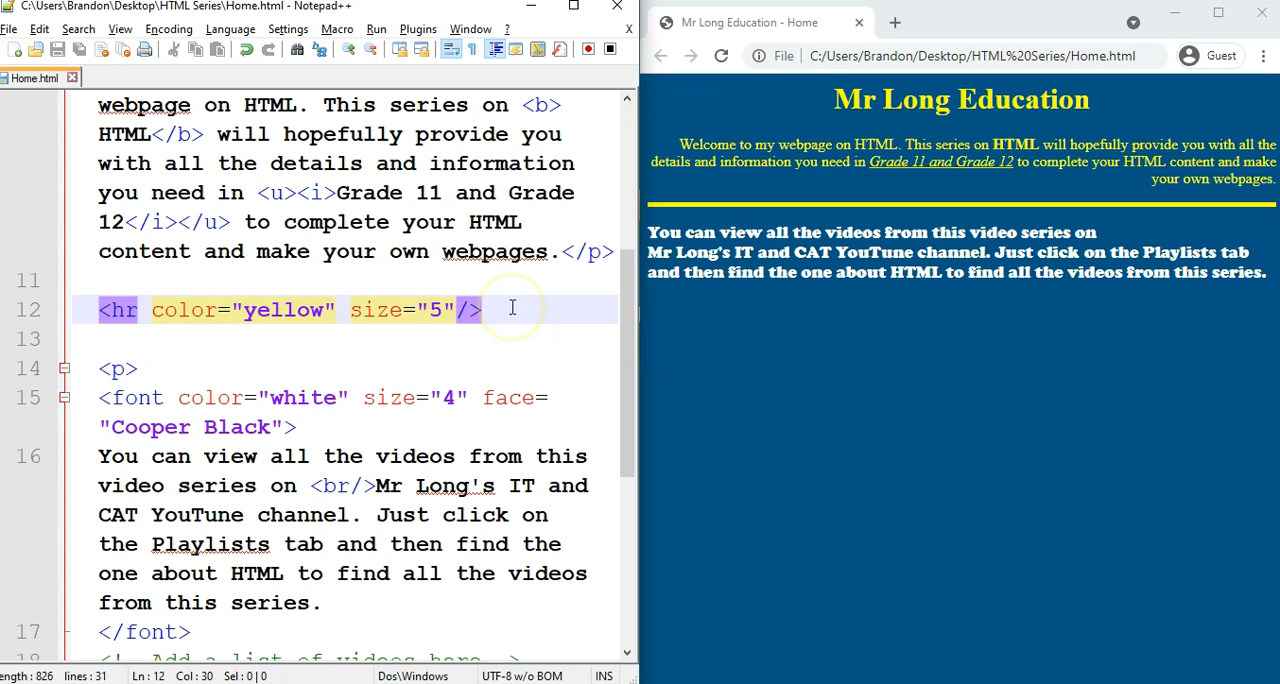 C:\Users\Brandon\Desktop\HTML Series\Home.html - Notepad++
File Edit Search View Encoding Language Settings Macro Run Plugins Window ? X
Home.html
webpage on HTML. This series on <b>
HTML</b> will hopefully provide you
with all the details and information
you need in <u><i>Grade 11 and Grade
12</i></u> to complete your HTML
content and make your own webpages.</p>
11
12 <hr color="yellow" size="5"/>
13
14 <p>
15 <font color="white" size="4" face=
"Cooper Black">
16 You can view all the videos from this
video series on <br/>Mr Long's IT and
CAT YouTune channel. Just click on
the Playlists tab and then find the
one about HTML to find all the videos
from this series.
17 </font>
18 <!-- Add a list of videos here -->
ength : 826 lines : 31 Ln : 12 Col : 30 Sel : 0 | 0 Dos\Windows UTF-8 w/o BOM INS
Mr Long Education - Home
File C:/Users/Brandon/Desktop/HTML%20Series/Home.html Guest
Mr Long Education
Welcome to my webpage on HTML. This series on HTML will hopefully provide you with all the
details and information you need in Grade 11 and Grade 12 to complete your HTML content and make
your own webpages.
You can view all the videos from this video series on
Mr Long's IT and CAT YouTune channel. Just click on the Playlists tab
and then find the one about HTML to find all the videos from this series.